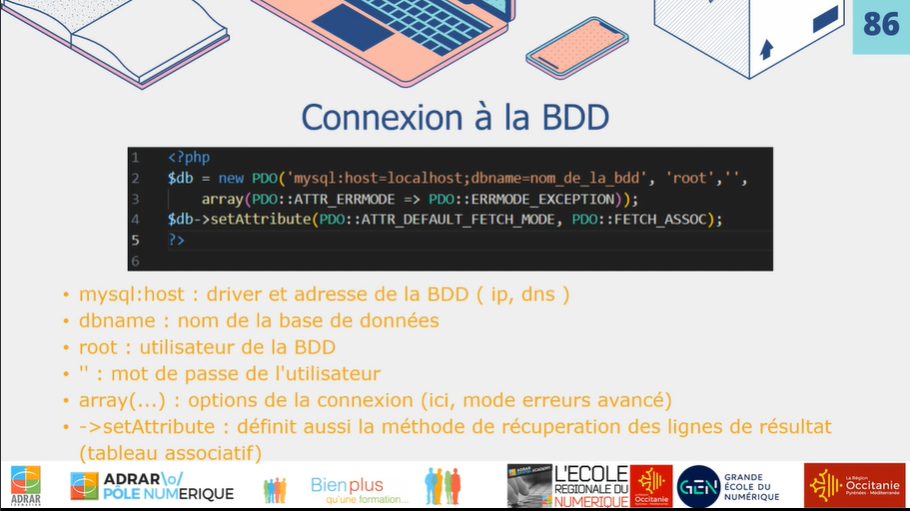 86
Connexion à la BDD
1 <?php
2 $db = new PDO('mysql:host=localhost;dbname=nom_de_la_bdd', 'root','',
3 array(PDO::ATTR_ERRMODE => PDO::ERRMODE_EXCEPTION));
4 $db->setAttribute(PDO::ATTR_DEFAULT_FETCH_MODE, PDO::FETCH_ASSOC);
5 ?>
6
• mysql:host : driver et adresse de la BDD ( ip, dns )
• dbname : nom de la base de données
• root : utilisateur de la BDD
• '' : mot de passe de l'utilisateur
• array(...) : options de la connexion (ici, mode erreurs avancé)
• ->setAttribute : définit aussi la méthode de récuperation des lignes de résultat
(tableau associatif)
ADRAR
FORMATION
ADRAR\o/
PÔLE NUMERIQUE
Bienplus
qu'une formation...
L'ECOLE
REGIONALE DU
NUMERIQUE
Occitanie
GEN
GRANDE
ÉCOLE DU
NUMÉRIQUE
La Région
Occitanie
Pyrénées - Méditerranée